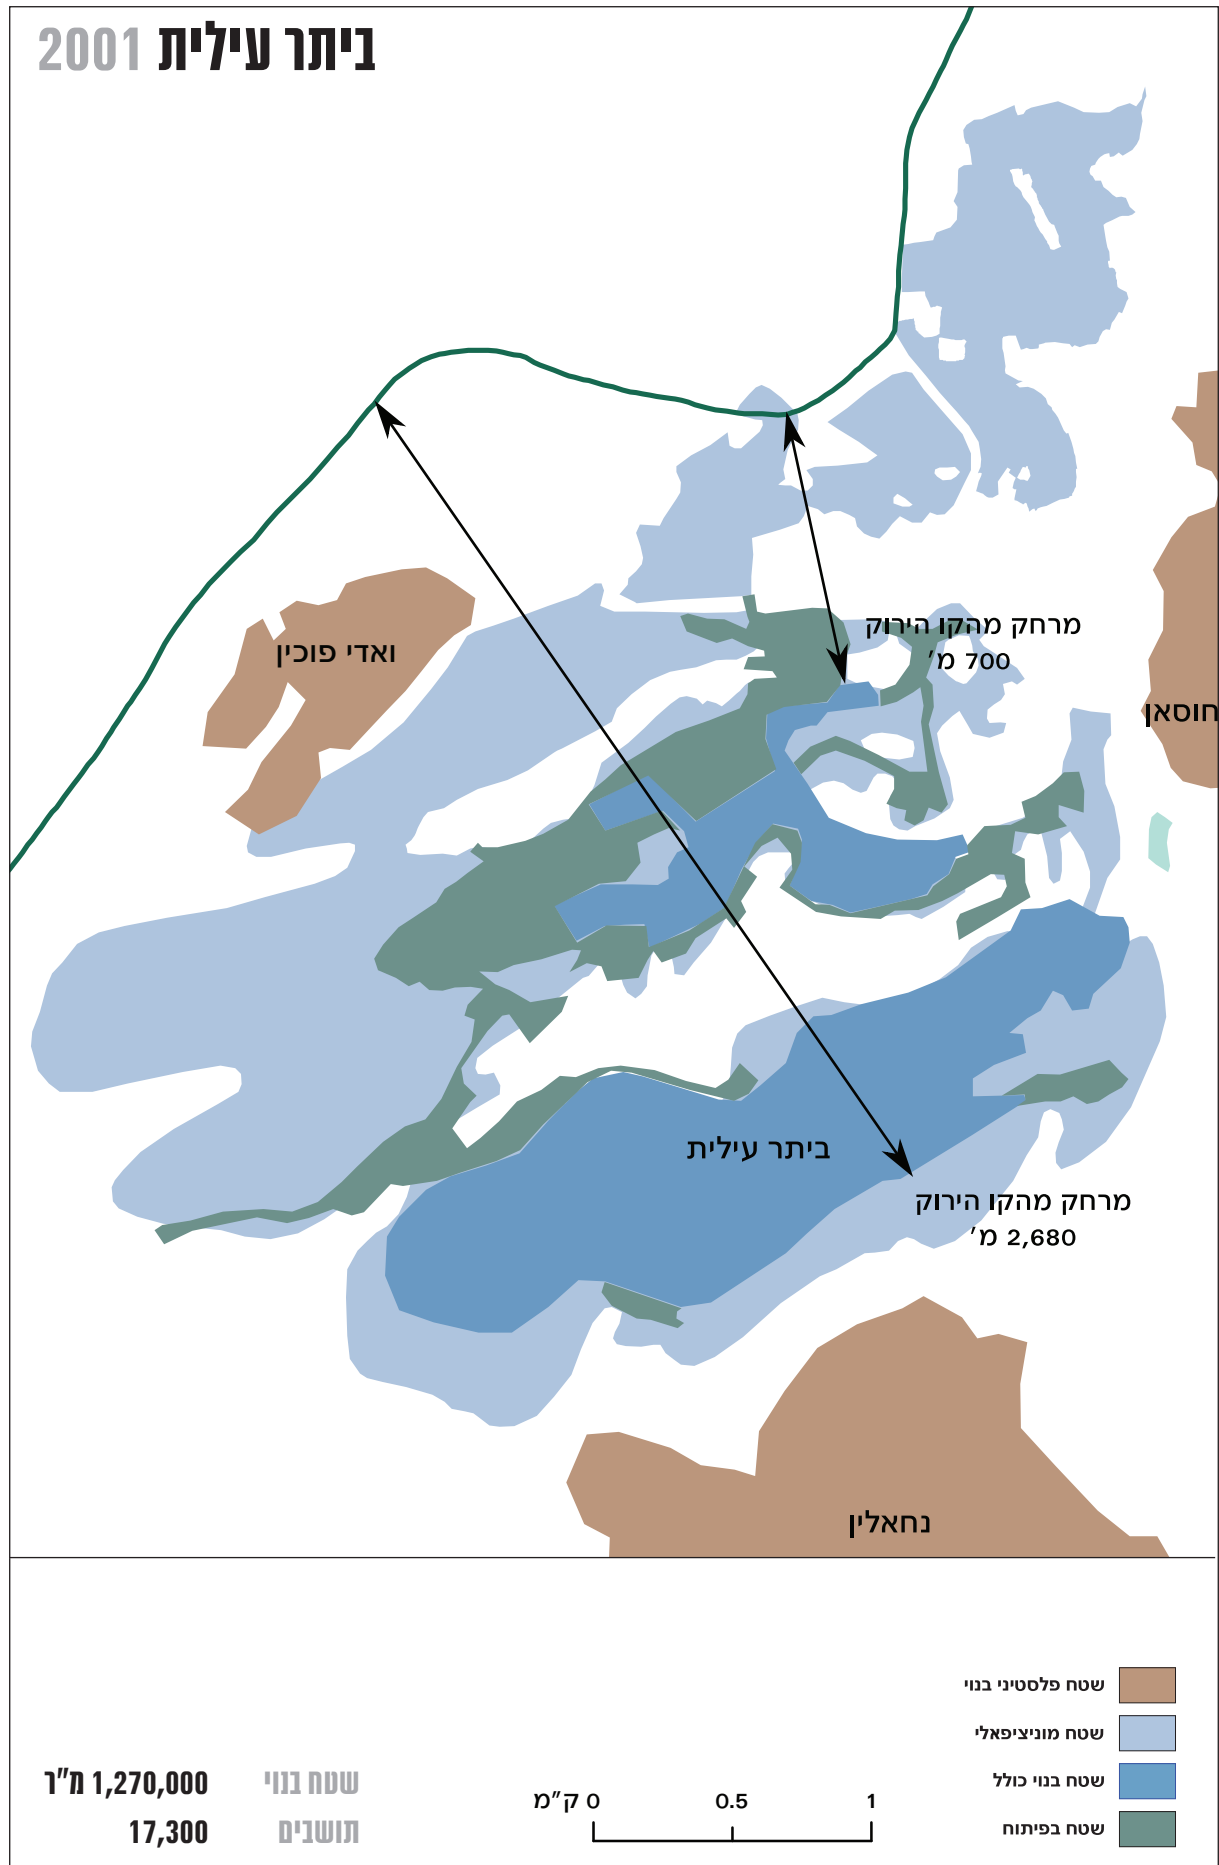 ביתר עילית 2001
מרחק מהקו הירוק
700 מ'
ואדי פוכין
חוסאן
ביתר עילית
מרחק מהקו הירוק
2,680 מ'
נחאלין
שטח פלסטיני בנוי
שטח מוניציפאלי
שטח בנוי כולל
שטח בפיתוח
0 ק"מ 0.5 1
שטח בנוי 1,270,000 מ"ר
תושבים 17,300